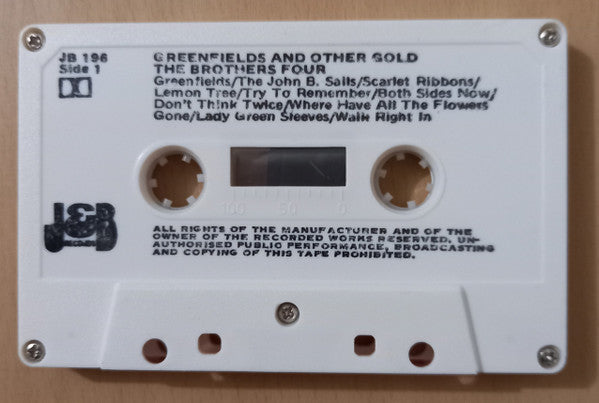 JB 196
Side 1
GREENFIELDS AND OTHER GOLD
THE BROTHERS FOUR
Greenfields/The John B. Sails/Scarlet Ribbons/
Lemon Tree/Try To Remember/Both Sides Now/
Don't Think Twice/Where Have All The Flowers
Gone/Lady Green Sleeves/Walk Right In
100 50 0
J&B
RECORDS
ALL RIGHTS OF THE MANUFACTURER AND OF THE
OWNER OF THE RECORDED WORKS RESERVED. UN-
AUTHORISED PUBLIC PERFORMANCE, BROADCASTING
AND COPYING OF THIS TAPE PROHIBITED.